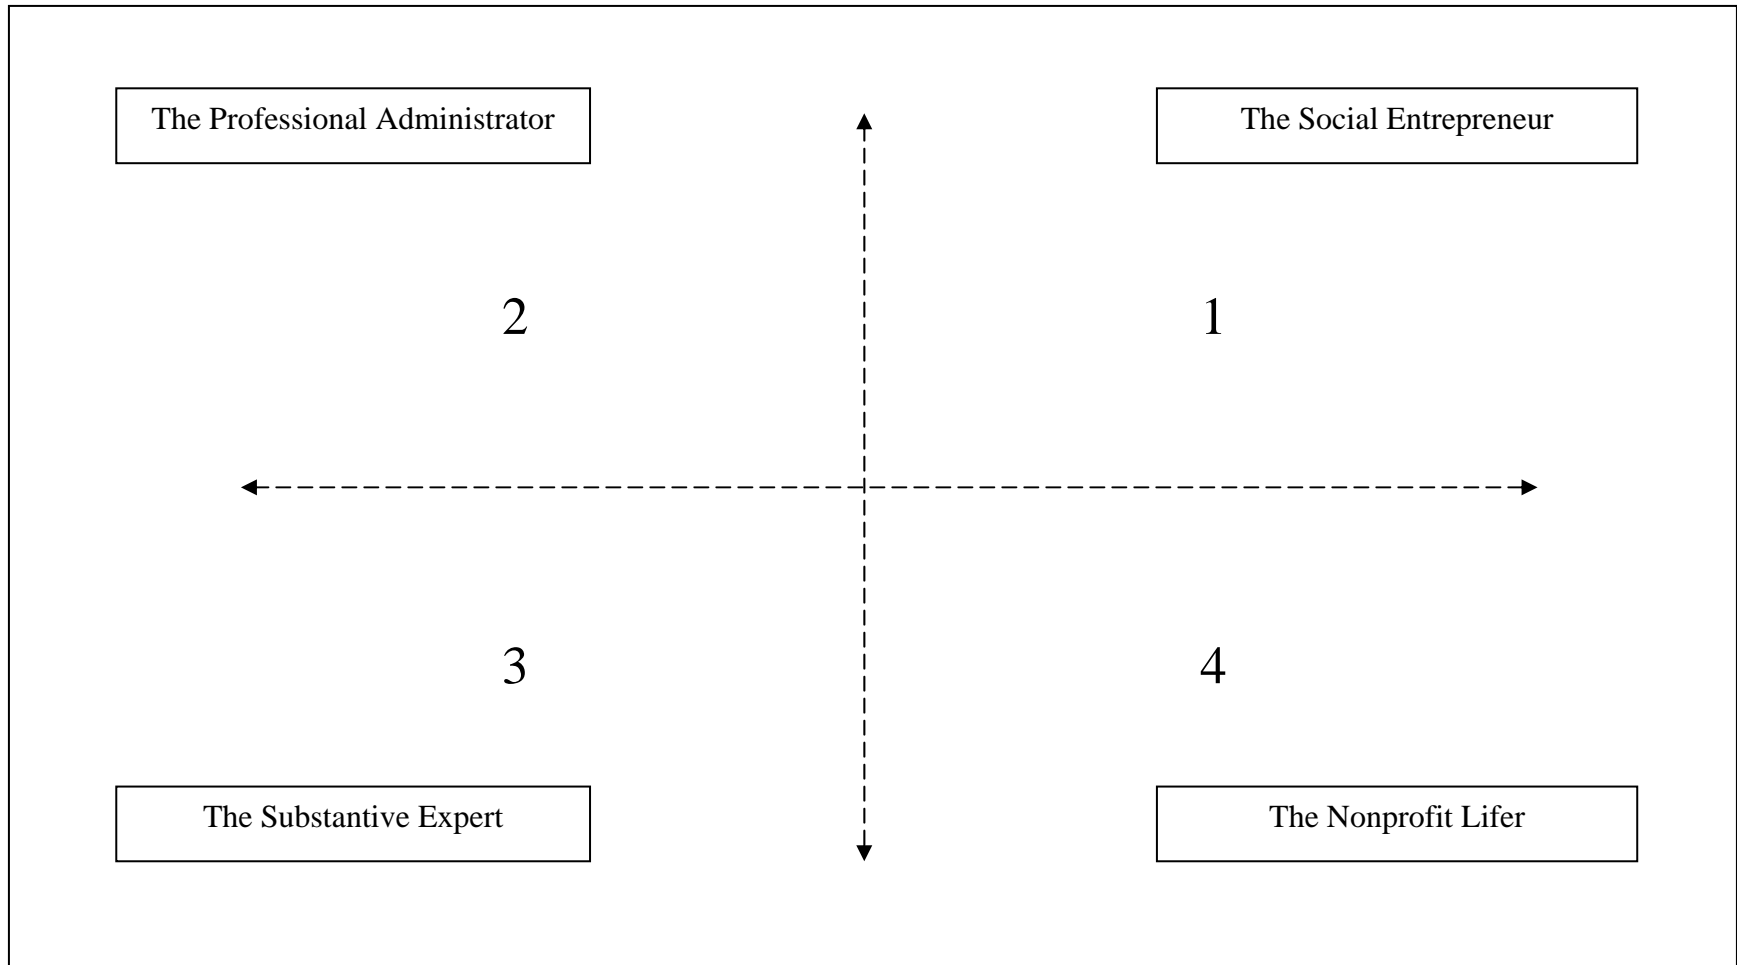 The Professional Administrator
The Social Entrepreneur
2
1
3
4
The Substantive Expert
The Nonprofit Lifer